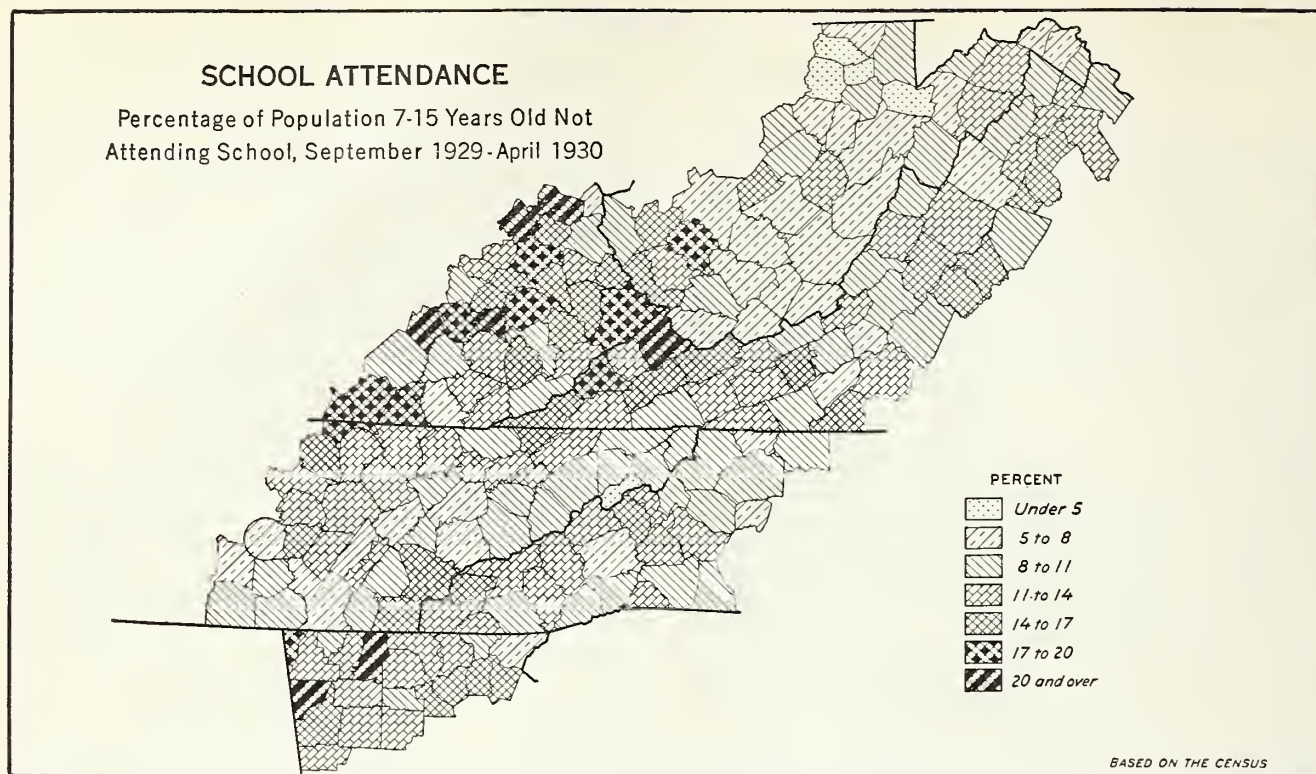 SCHOOL ATTENDANCE
Percentage of Population 7-15 Years Old Not
Attending School, September 1929-April 1930
PERCENT
Under 5
5 to 8
8 to 11
11 to 14
14 to 17
17 to 20
20 and over
BASED ON THE CENSUS